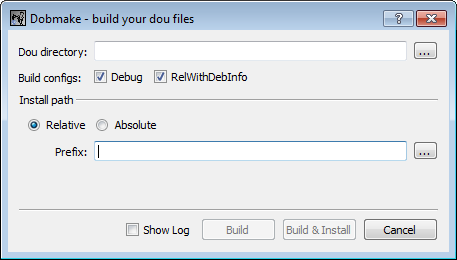 Dobmake - build your dou files
Dou directory: ...
Build configs: Debug RelWithDebInfo
Install path
Relative Absolute
Prefix: ...
Show Log Build Build & Install Cancel